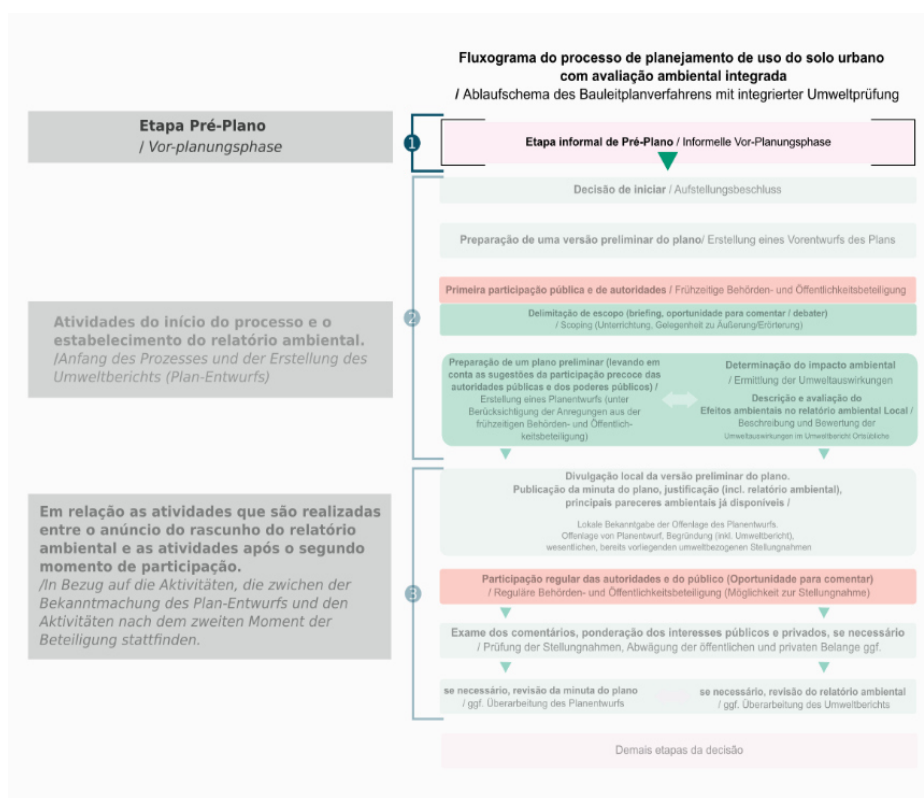 Fluxograma do processo de planejamento de uso do solo urbano
com avaliação ambiental integrada
/ Ablaufschema des Bauleitplanverfahrens mit integrierter Umweltprüfung
Etapa Pré-Plano
/ Vor-planungsphase
1
Etapa informal de Pré-Plano / Informelle Vor-Planungsphase
Decisão de iniciar / Aufstellungsbeschluss
Preparação de uma versão preliminar do plano/ Erstellung eines Vorentwurfs des Plans
Atividades do início do processo e o
estabelecimento do relatório ambiental.
/Anfang des Prozesses und der Erstellung des
Umweltberichts (Plan-Entwurfs)
2
Primeira participação pública e de autoridades / Frühzeitige Behörden- und Öffentlichkeitsbeteiligung
Delimitação de escopo (briefing, oportunidade para comentar / debater)
/ Scoping (Unterrichtung, Gelegenheit zu Äußerung/Erörterung)
Preparação de um plano preliminar (levando em
conta as sugestões da participação precoce das
autoridades públicas e dos poderes públicos) /
Erstellung eines Planentwurfs (unter
Berücksichtigung der Anregungen aus der
frühzeitigen Behörden- und Öffentlich-
keitsbeteiligung)
Determinação do impacto ambiental
/ Ermittlung der Umweltauswirkungen
Descrição e avaliação do
Efeitos ambientais no relatório ambiental Local /
Beschreibung und Bewertung der
Umweltauswirkungen im Umweltbericht Ortsübliche
Em relação as atividades que são realizadas
entre o anúncio do rascunho do relatório
ambiental e as atividades após o segundo
momento de participação.
/In Bezug auf die Aktivitäten, die zwichen der
Bekanntmachung des Plan-Entwurfs und den
Aktivitäten nach dem zweiten Moment der
Beteiligung stattfinden.
3
Divulgação local da versão preliminar do plano.
Publicação da minuta do plano, justificação (incl. relatório ambiental),
principais pareceres ambientais já disponíveis /
Lokale Bekanntgabe der Offenlage des Planentwurfs.
Offenlage von Planentwurf, Begründung (inkl. Umweltbericht),
wesentlichen, bereits vorliegenden umweltbezogenen Stellungnahmen
Participação regular das autoridades e do público (Oportunidade para comentar)
/ Reguläre Behörden- und Öffentlichkeitsbeteiligung (Möglichkeit zur Stellungnahme)
Exame dos comentários, ponderação dos interesses públicos e privados, se necessário
/ Prüfung der Stellungnahmen, Abwägung der öffentlichen und privaten Belange ggf.
se necessário, revisão da minuta do plano
/ ggf. Überarbeitung des Planentwurfs
se necessário, revisão do relatório ambiental
/ ggf. Überarbeitung des Umweltberichts
Demais etapas da decisão